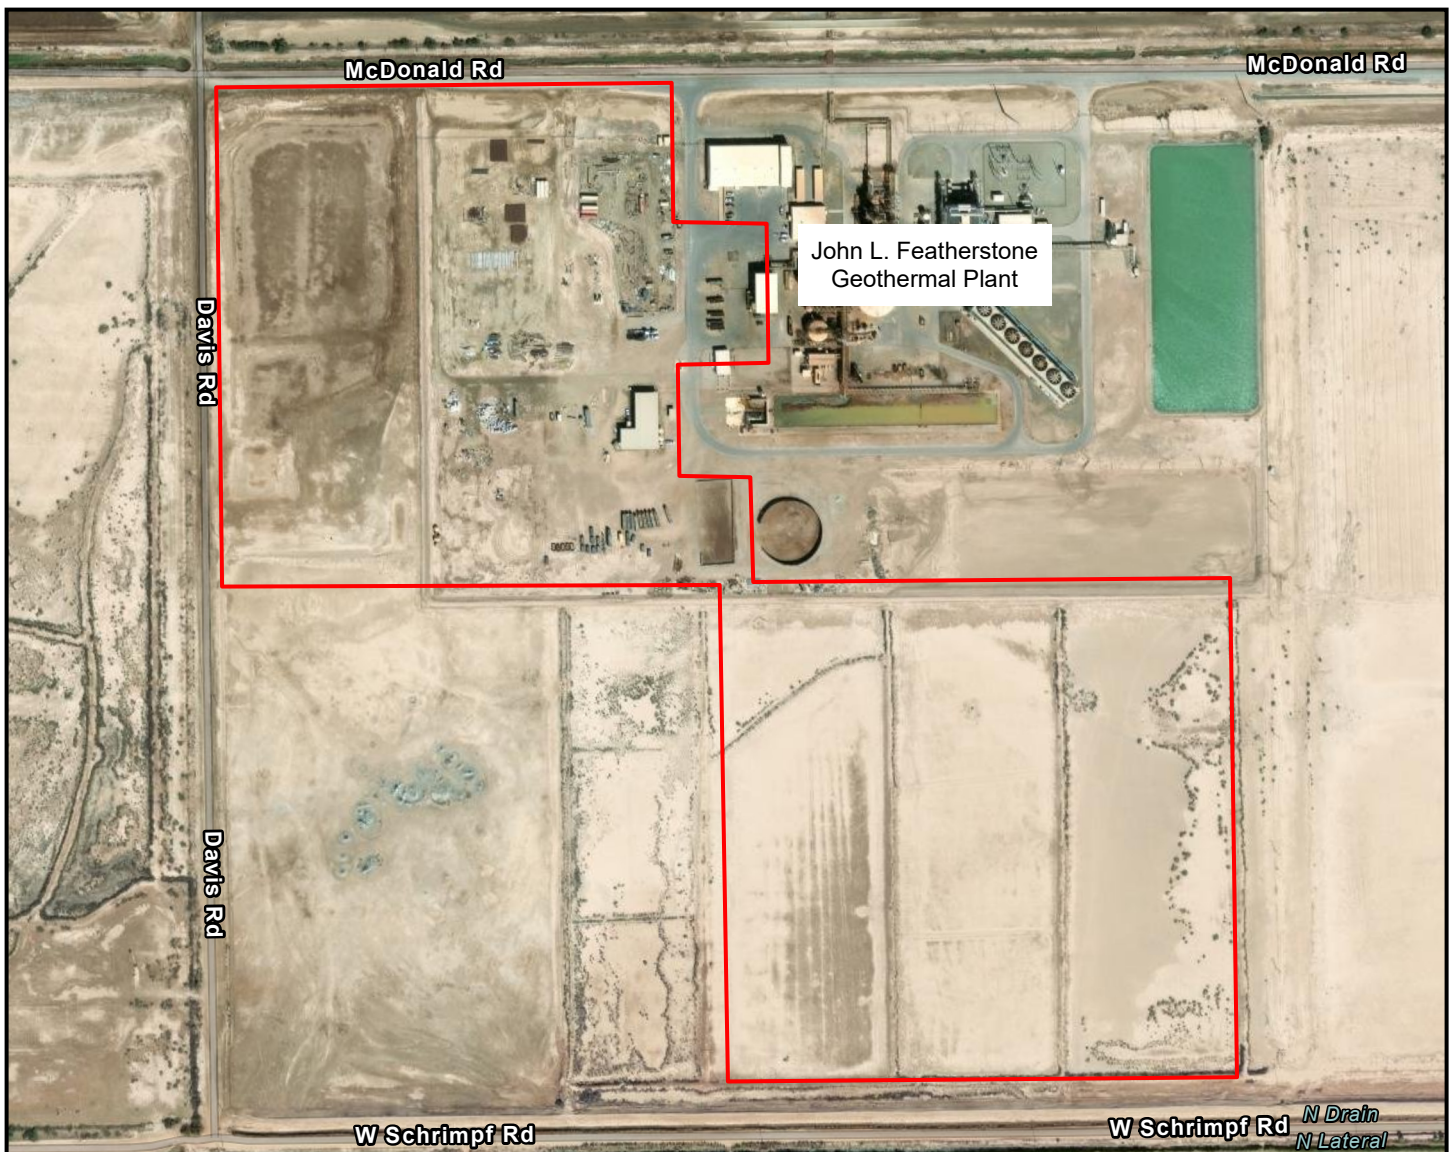 McDonald Rd
McDonald Rd
John L. Featherstone
Geothermal Plant
Davis Rd
Davis Rd
W Schrimpf Rd
W Schrimpf Rd
N Drain
N Lateral